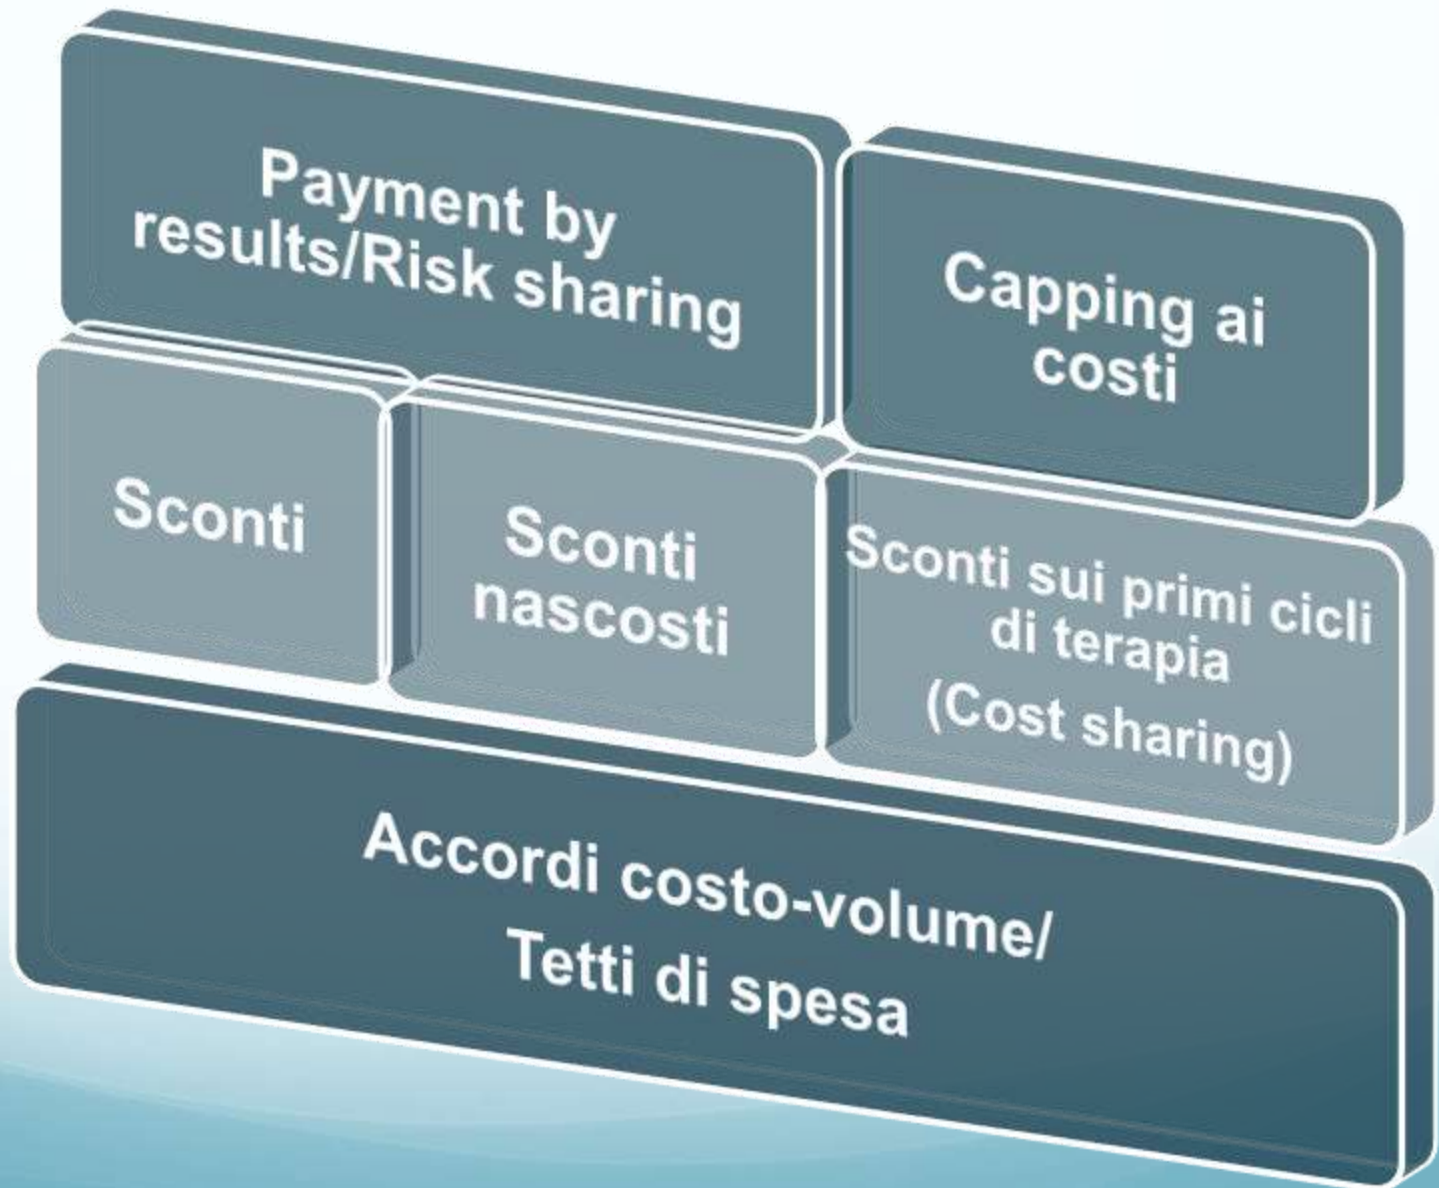 Payment by
results/Risk sharing
Capping ai
costi
Sconti
Sconti
nascosti
Sconti sui primi cicli
di terapia
(Cost sharing)
Accordi costo-volume/
Tetti di spesa